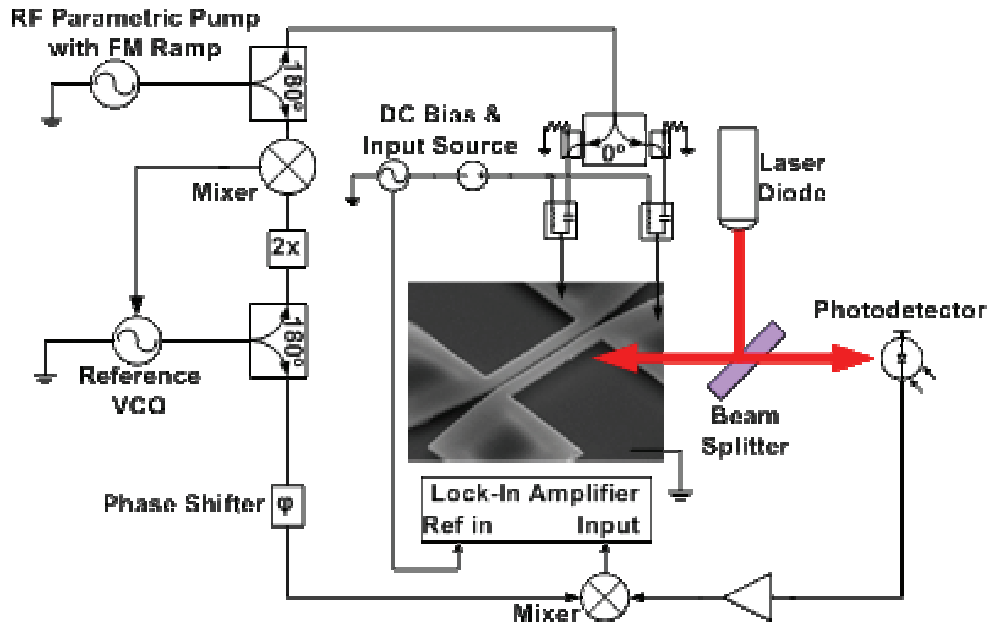 RF Parametric Pump
with FM Ramp
180°
DC Bias &
Input Source
0°
Laser
Diode
Mixer
2x
Photodetector
180°
Reference
VCO
Beam
Splitter
Phase Shifter
φ
Lock-In Amplifier
Ref in
Input
Mixer